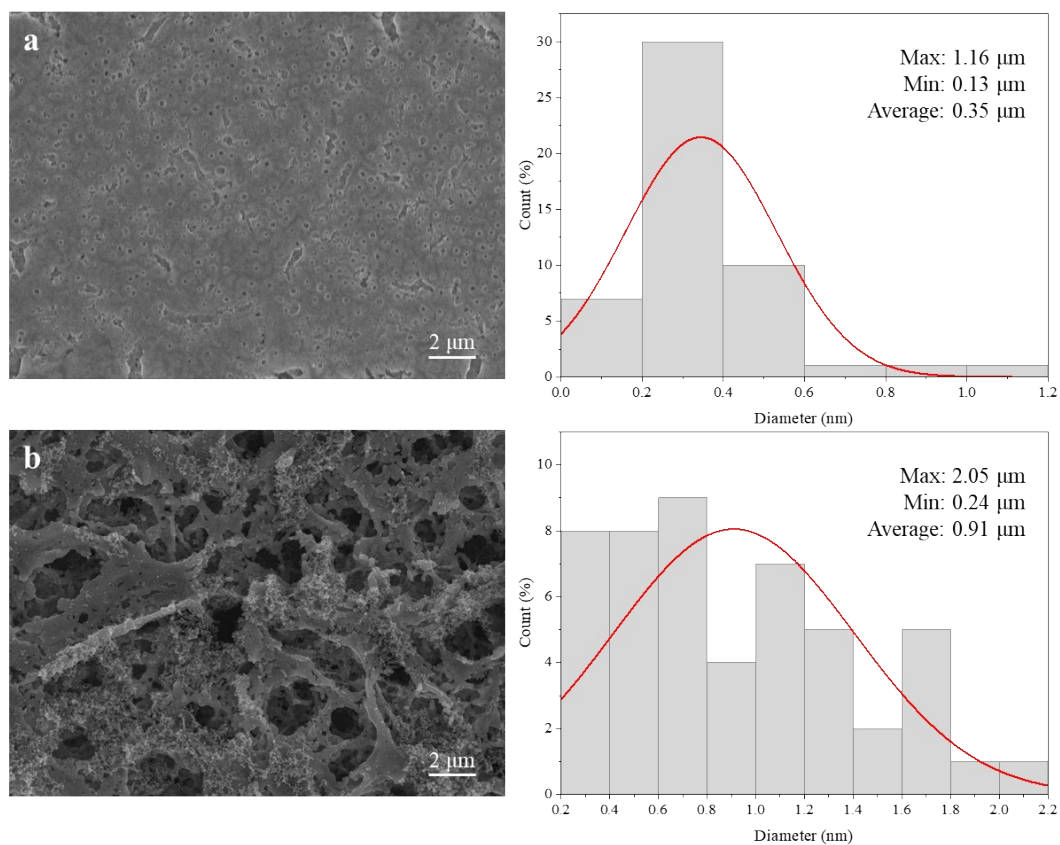 a
2 μm
Max: 1.16 μm
Min: 0.13 μm
Average: 0.35 μm
Count (%)
30
25
20
15
10
5
0
0.0 0.2 0.4 0.6 0.8 1.0 1.2
Diameter (nm)
b
2 μm
Max: 2.05 μm
Min: 0.24 μm
Average: 0.91 μm
Count (%)
10
8
6
4
2
0
0.2 0.4 0.6 0.8 1.0 1.2 1.4 1.6 1.8 2.0 2.2
Diameter (nm)